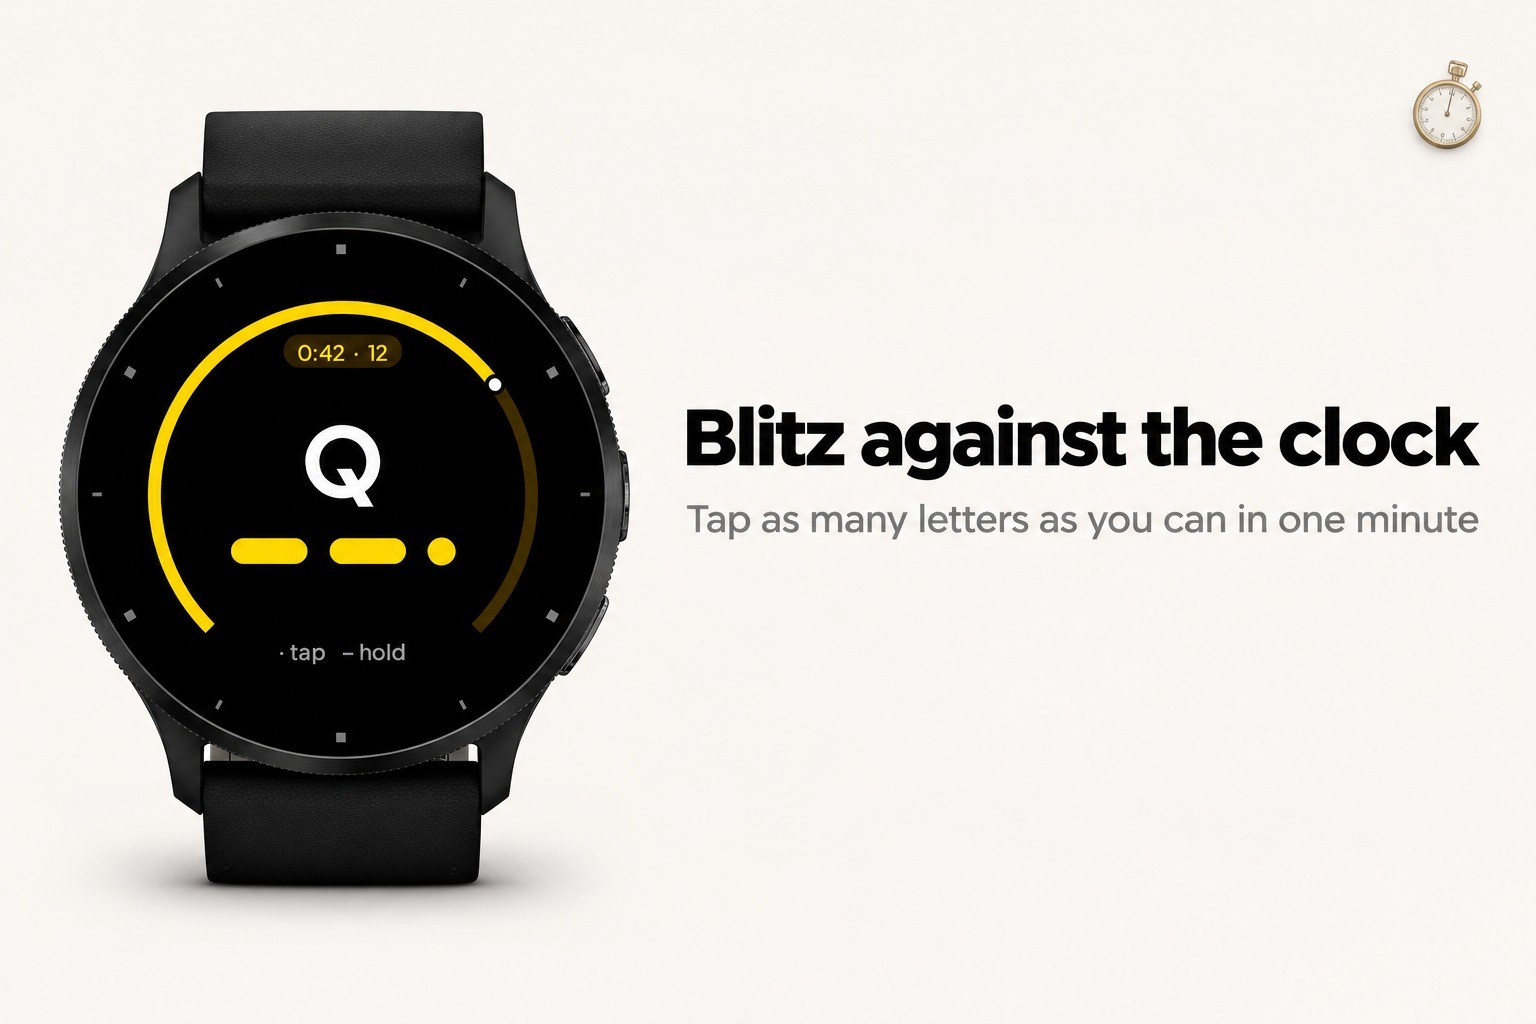 0:42 · 12
Q
· tap – hold
Blitz against the clock
Tap as many letters as you can in one minute